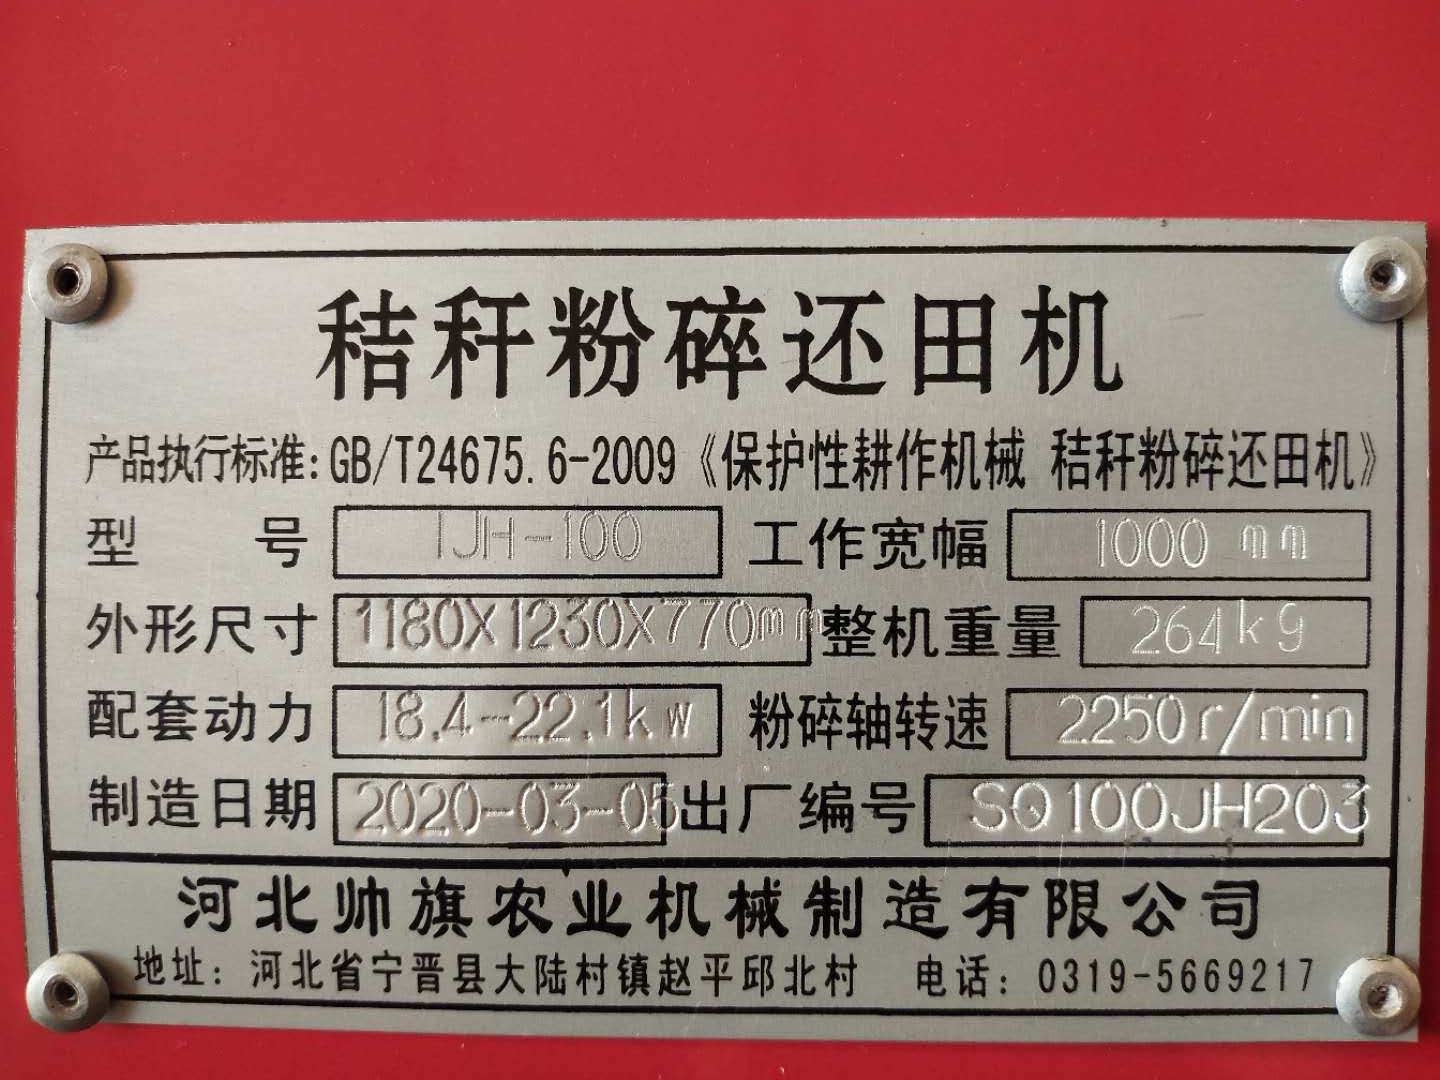 秸秆粉碎还田机
产品执行标准:GB/T24675.6-2009《保护性耕作机械 秸秆粉碎还田机》
型 号 1JH-100 工作宽幅 1000 mm
外形尺寸 1180X1230X770mm 整机重量 264kg
配套动力 18.4-22.1kw 粉碎轴转速 2250r/min
制造日期 2020-03-05 出厂编号 SQ100JH203
河北帅旗农业机械制造有限公司
地址: 河北省宁晋县大陆村镇赵平邱北村 电话: 0319-5669217